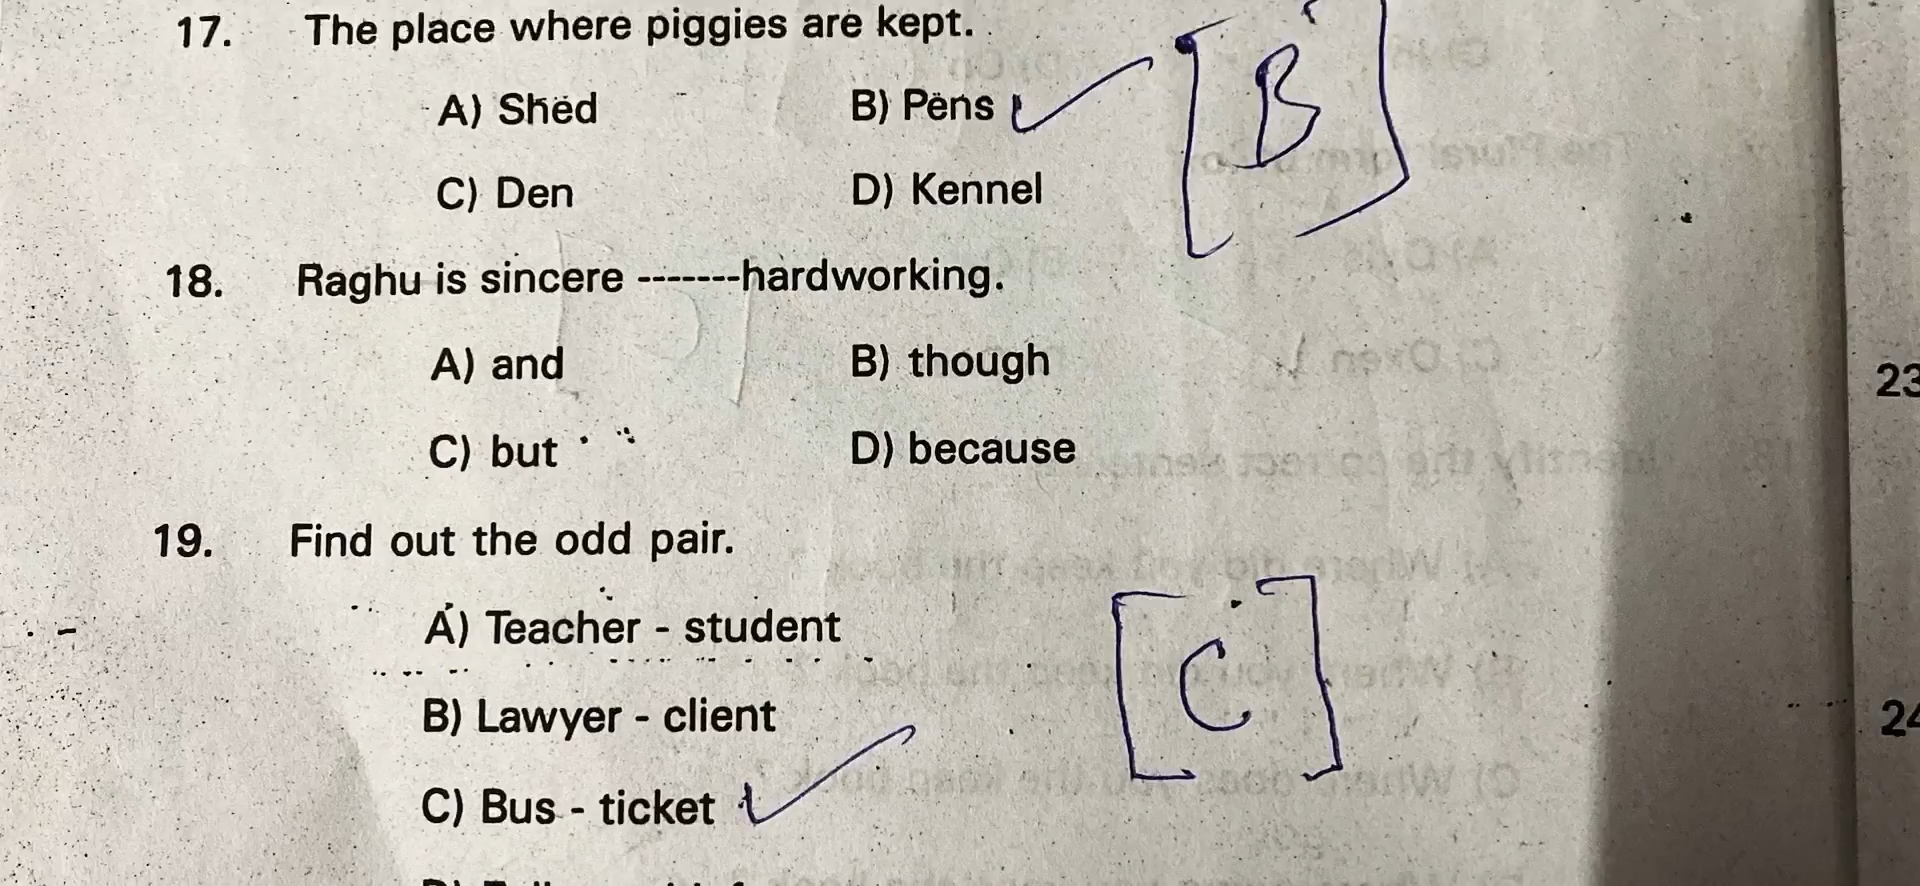 17. The place where piggies are kept.
A) Shed B) Pens
B
C) Den D) Kennel
18. Raghu is sincere -------hardworking.
A) and B) though
23
C) but D) because
19. Find out the odd pair.
A) Teacher - student
B) Lawyer - client
C
24
C) Bus - ticket